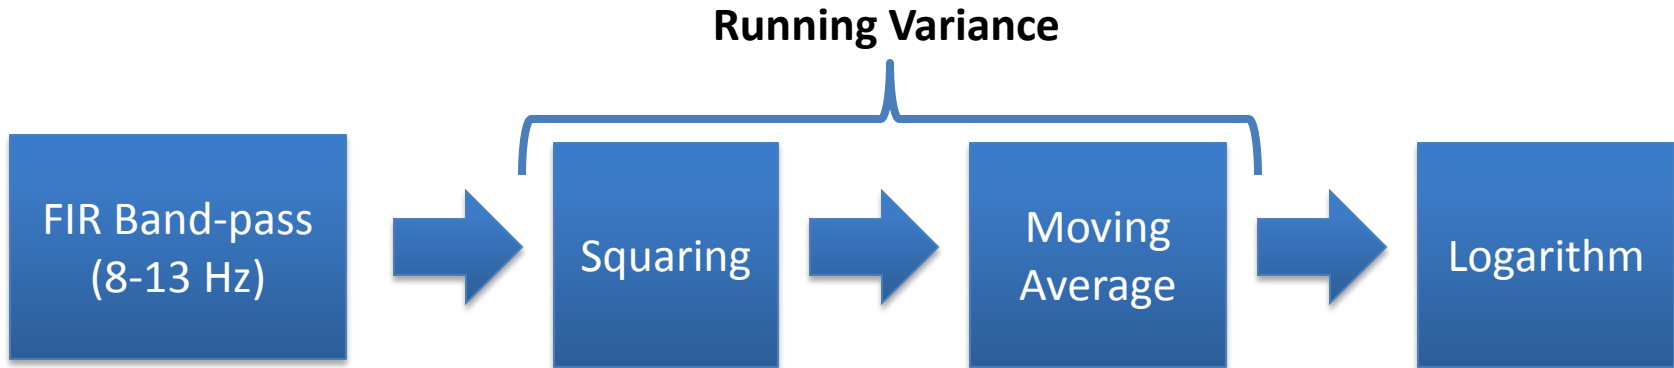 Running Variance
FIR Band-pass
(8-13 Hz)
Squaring
Moving
Average
Logarithm